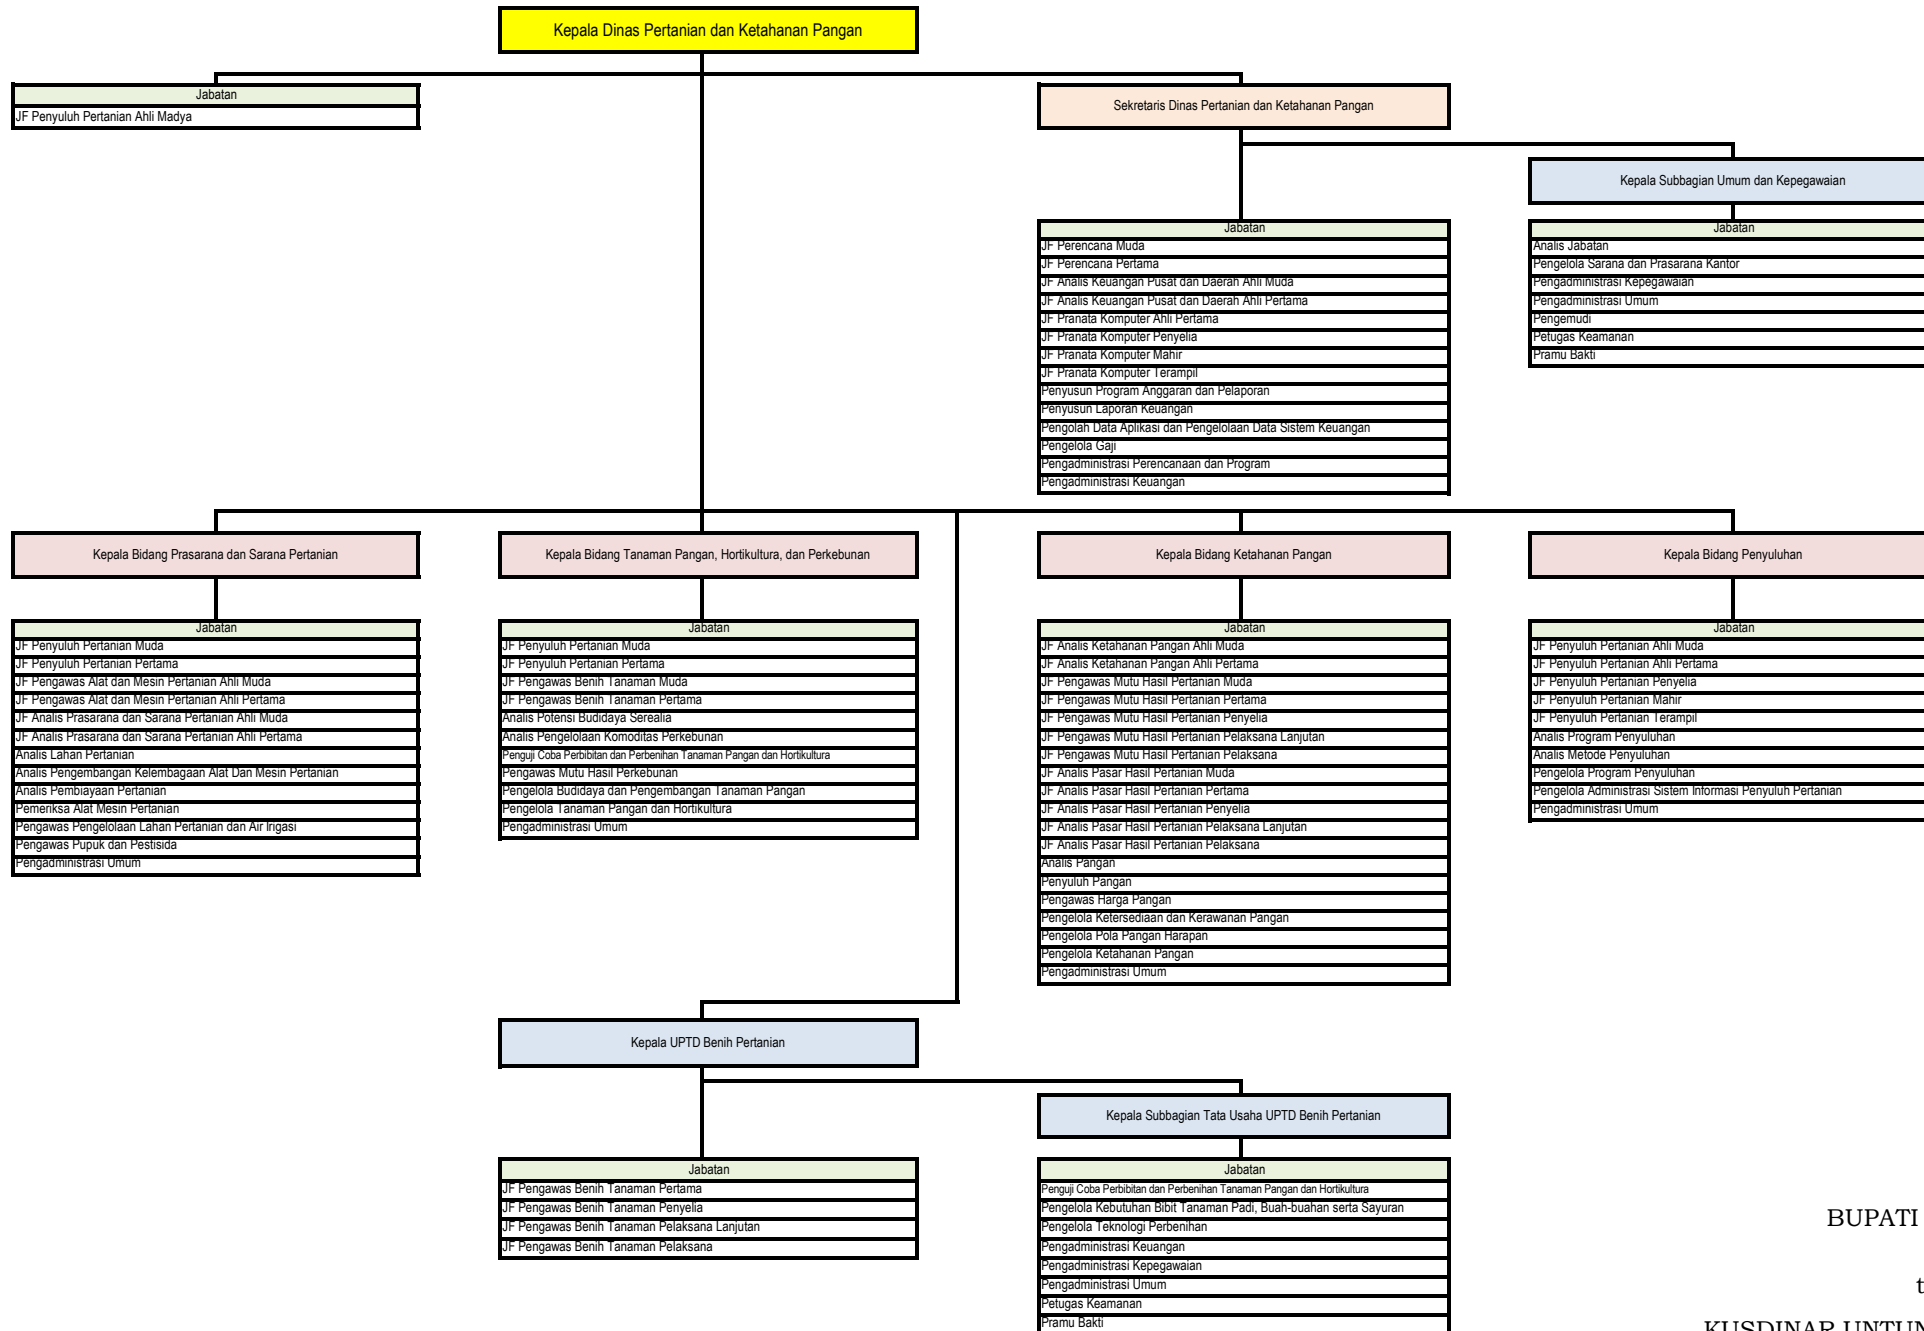 Kepala Dinas Pertanian dan Ketahanan Pangan
Jabatan
JF Penyuluh Pertanian Ahli Madya
Sekretaris Dinas Pertanian dan Ketahanan Pangan
Kepala Subbagian Umum dan Kepegawaian
Jabatan
JF Perencana Muda
JF Perencana Pertama
JF Analis Keuangan Pusat dan Daerah Ahli Muda
JF Analis Keuangan Pusat dan Daerah Ahli Pertama
JF Pranata Komputer Ahli Pertama
JF Pranata Komputer Penyelia
JF Pranata Komputer Mahir
JF Pranata Komputer Terampil
Penyusun Program Anggaran dan Pelaporan
Penyusun Laporan Keuangan
Pengolah Data Aplikasi dan Pengelolaan Data Sistem Keuangan
Pengelola Gaji
Pengadministrasi Perencanaan dan Program
Pengadministrasi Keuangan
Jabatan
Analis Jabatan
Pengelola Sarana dan Prasarana Kantor
Pengadministrasi Kepegawaian
Pengadministrasi Umum
Pengemudi
Petugas Keamanan
Pramu Bakti
Kepala Bidang Prasarana dan Sarana Pertanian
Jabatan
JF Penyuluh Pertanian Muda
JF Penyuluh Pertanian Pertama
JF Pengawas Alat dan Mesin Pertanian Ahli Muda
JF Pengawas Alat dan Mesin Pertanian Ahli Pertama
JF Analis Prasarana dan Sarana Pertanian Ahli Muda
JF Analis Prasarana dan Sarana Pertanian Ahli Pertama
Analis Lahan Pertanian
Analis Pengembangan Kelembagaan Alat Dan Mesin Pertanian
Analis Pembiayaan Pertanian
Pemeriksa Alat Mesin Pertanian
Pengawas Pengelolaan Lahan Pertanian dan Air Irigasi
Pengawas Pupuk dan Pestisida
Pengadministrasi Umum
Kepala Bidang Tanaman Pangan, Hortikultura, dan Perkebunan
Jabatan
JF Penyuluh Pertanian Muda
JF Penyuluh Pertanian Pertama
JF Pengawas Benih Tanaman Muda
JF Pengawas Benih Tanaman Pertama
Analis Potensi Budidaya Serealia
Analis Pengelolaan Komoditas Perkebunan
Penguji Coba Perbibitan dan Perbenihan Tanaman Pangan dan Hortikultura
Pengawas Mutu Hasil Perkebunan
Pengelola Budidaya dan Pengembangan Tanaman Pangan
Pengelola Tanaman Pangan dan Hortikultura
Pengadministrasi Umum
Kepala Bidang Ketahanan Pangan
Jabatan
JF Analis Ketahanan Pangan Ahli Muda
JF Analis Ketahanan Pangan Ahli Pertama
JF Pengawas Mutu Hasil Pertanian Muda
JF Pengawas Mutu Hasil Pertanian Pertama
JF Pengawas Mutu Hasil Pertanian Penyelia
JF Pengawas Mutu Hasil Pertanian Pelaksana Lanjutan
JF Pengawas Mutu Hasil Pertanian Pelaksana
JF Analis Pasar Hasil Pertanian Muda
JF Analis Pasar Hasil Pertanian Pertama
JF Analis Pasar Hasil Pertanian Penyelia
JF Analis Pasar Hasil Pertanian Pelaksana Lanjutan
JF Analis Pasar Hasil Pertanian Pelaksana
Analis Pangan
Penyuluh Pangan
Pengawas Harga Pangan
Pengelola Ketersediaan dan Kerawanan Pangan
Pengelola Pola Pangan Harapan
Pengelola Ketahanan Pangan
Pengadministrasi Umum
Kepala Bidang Penyuluhan
Jabatan
JF Penyuluh Pertanian Ahli Muda
JF Penyuluh Pertanian Ahli Pertama
JF Penyuluh Pertanian Penyelia
JF Penyuluh Pertanian Mahir
JF Penyuluh Pertanian Terampil
Analis Program Penyuluhan
Analis Metode Penyuluhan
Pengelola Program Penyuluhan
Pengelola Administrasi Sistem Informasi Penyuluh Pertanian
Pengadministrasi Umum
Kepala UPTD Benih Pertanian
Kepala Subbagian Tata Usaha UPTD Benih Pertanian
Jabatan
JF Pengawas Benih Tanaman Pertama
JF Pengawas Benih Tanaman Penyelia
JF Pengawas Benih Tanaman Pelaksana Lanjutan
JF Pengawas Benih Tanaman Pelaksana
Jabatan
Penguji Coba Perbibitan dan Perbenihan Tanaman Pangan dan Hortikultura
Pengelola Kebutuhan Bibit Tanaman Padi, Buah-buahan serta Sayuran
Pengelola Teknologi Perbenihan
Pengadministrasi Keuangan
Pengadministrasi Kepegawaian
Pengadministrasi Umum
Petugas Keamanan
Pramu Bakti
BUPATI
t
KUSDINAR UNTUN